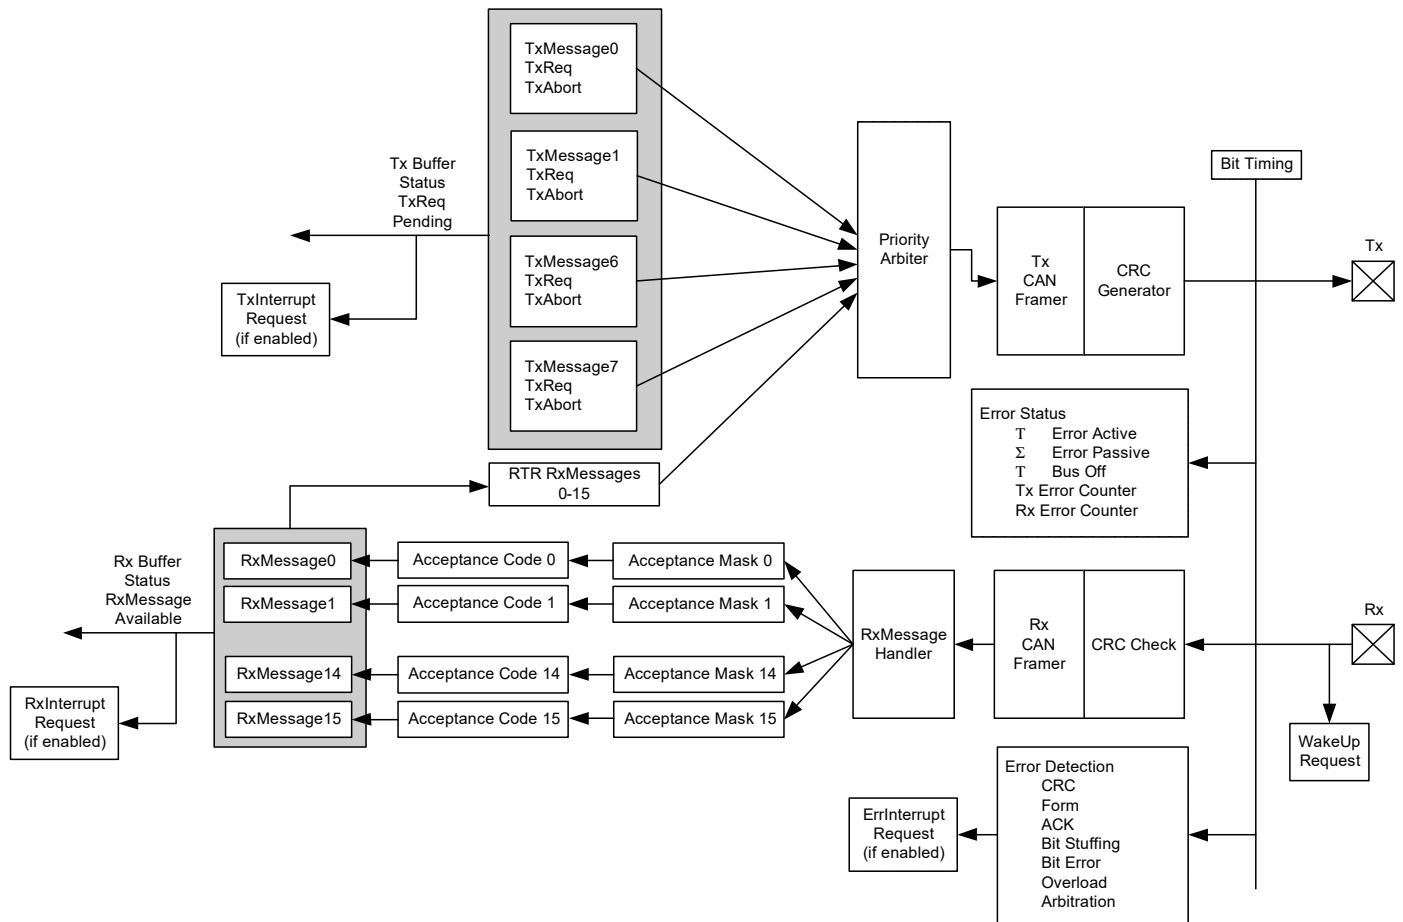 TxMessage0
TxReq
TxAbort
TxMessage1
TxReq
TxAbort
TxMessage6
TxReq
TxAbort
TxMessage7
TxReq
TxAbort
Tx Buffer
Status
TxReq
Pending
TxInterrupt
Request
(if enabled)
Priority
Arbiter
Tx
CAN
Framer
CRC
Generator
Bit Timing
Tx
Error Status
Τ Error Active
Σ Error Passive
Τ Bus Off
Tx Error Counter
Rx Error Counter
RTR RxMessages
0-15
Rx Buffer
Status
RxMessage
Available
RxInterrupt
Request
(if enabled)
RxMessage0
Acceptance Code 0
Acceptance Mask 0
RxMessage1
Acceptance Code 1
Acceptance Mask 1
RxMessage14
Acceptance Code 14
Acceptance Mask 14
RxMessage15
Acceptance Code 15
Acceptance Mask 15
RxMessage
Handler
Rx
CAN
Framer
CRC Check
Rx
WakeUp
Request
ErrInterrupt
Request
(if enabled)
Error Detection
CRC
Form
ACK
Bit Stuffing
Bit Error
Overload
Arbitration